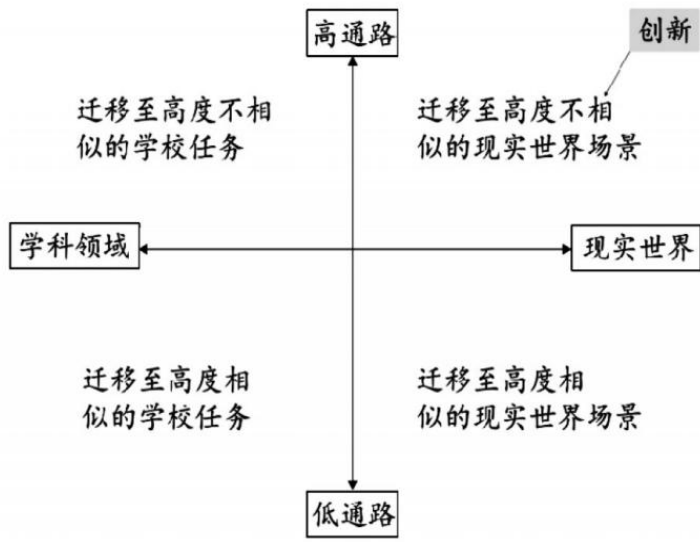 高通路
创新
迁移至高度不相
似的学校任务
迁移至高度不相
似的现实世界场景
学科领域
现实世界
迁移至高度相
似的学校任务
迁移至高度相
似的现实世界场景
低通路